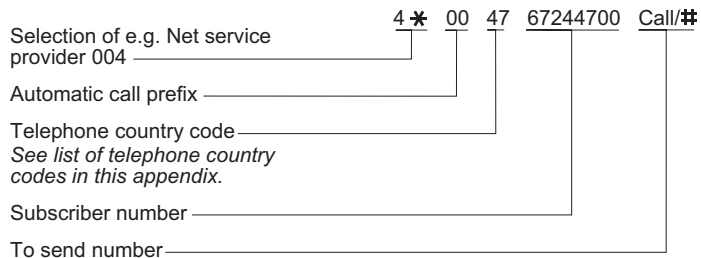 4* 00 47 67244700 Call/#
Selection of e.g. Net service
provider 004
Automatic call prefix
Telephone country code
See list of telephone country
codes in this appendix.
Subscriber number
To send number